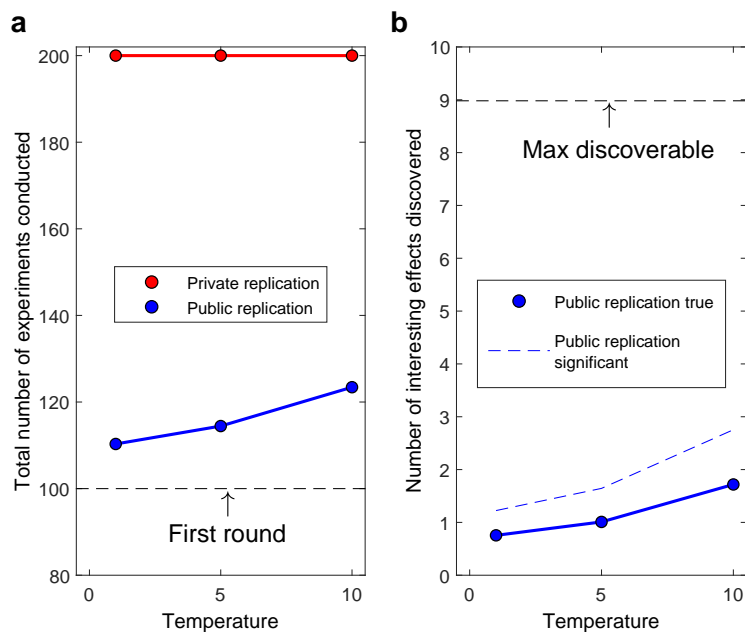 a
Total number of experiments conducted
200
180
160
140
120
100
80
Private replication
Public replication
First round
0
5
10
Temperature
b
Number of interesting effects discovered
10
9
8
7
6
5
4
3
2
1
0
Max discoverable
Public replication true
Public replication
significant
0
5
10
Temperature